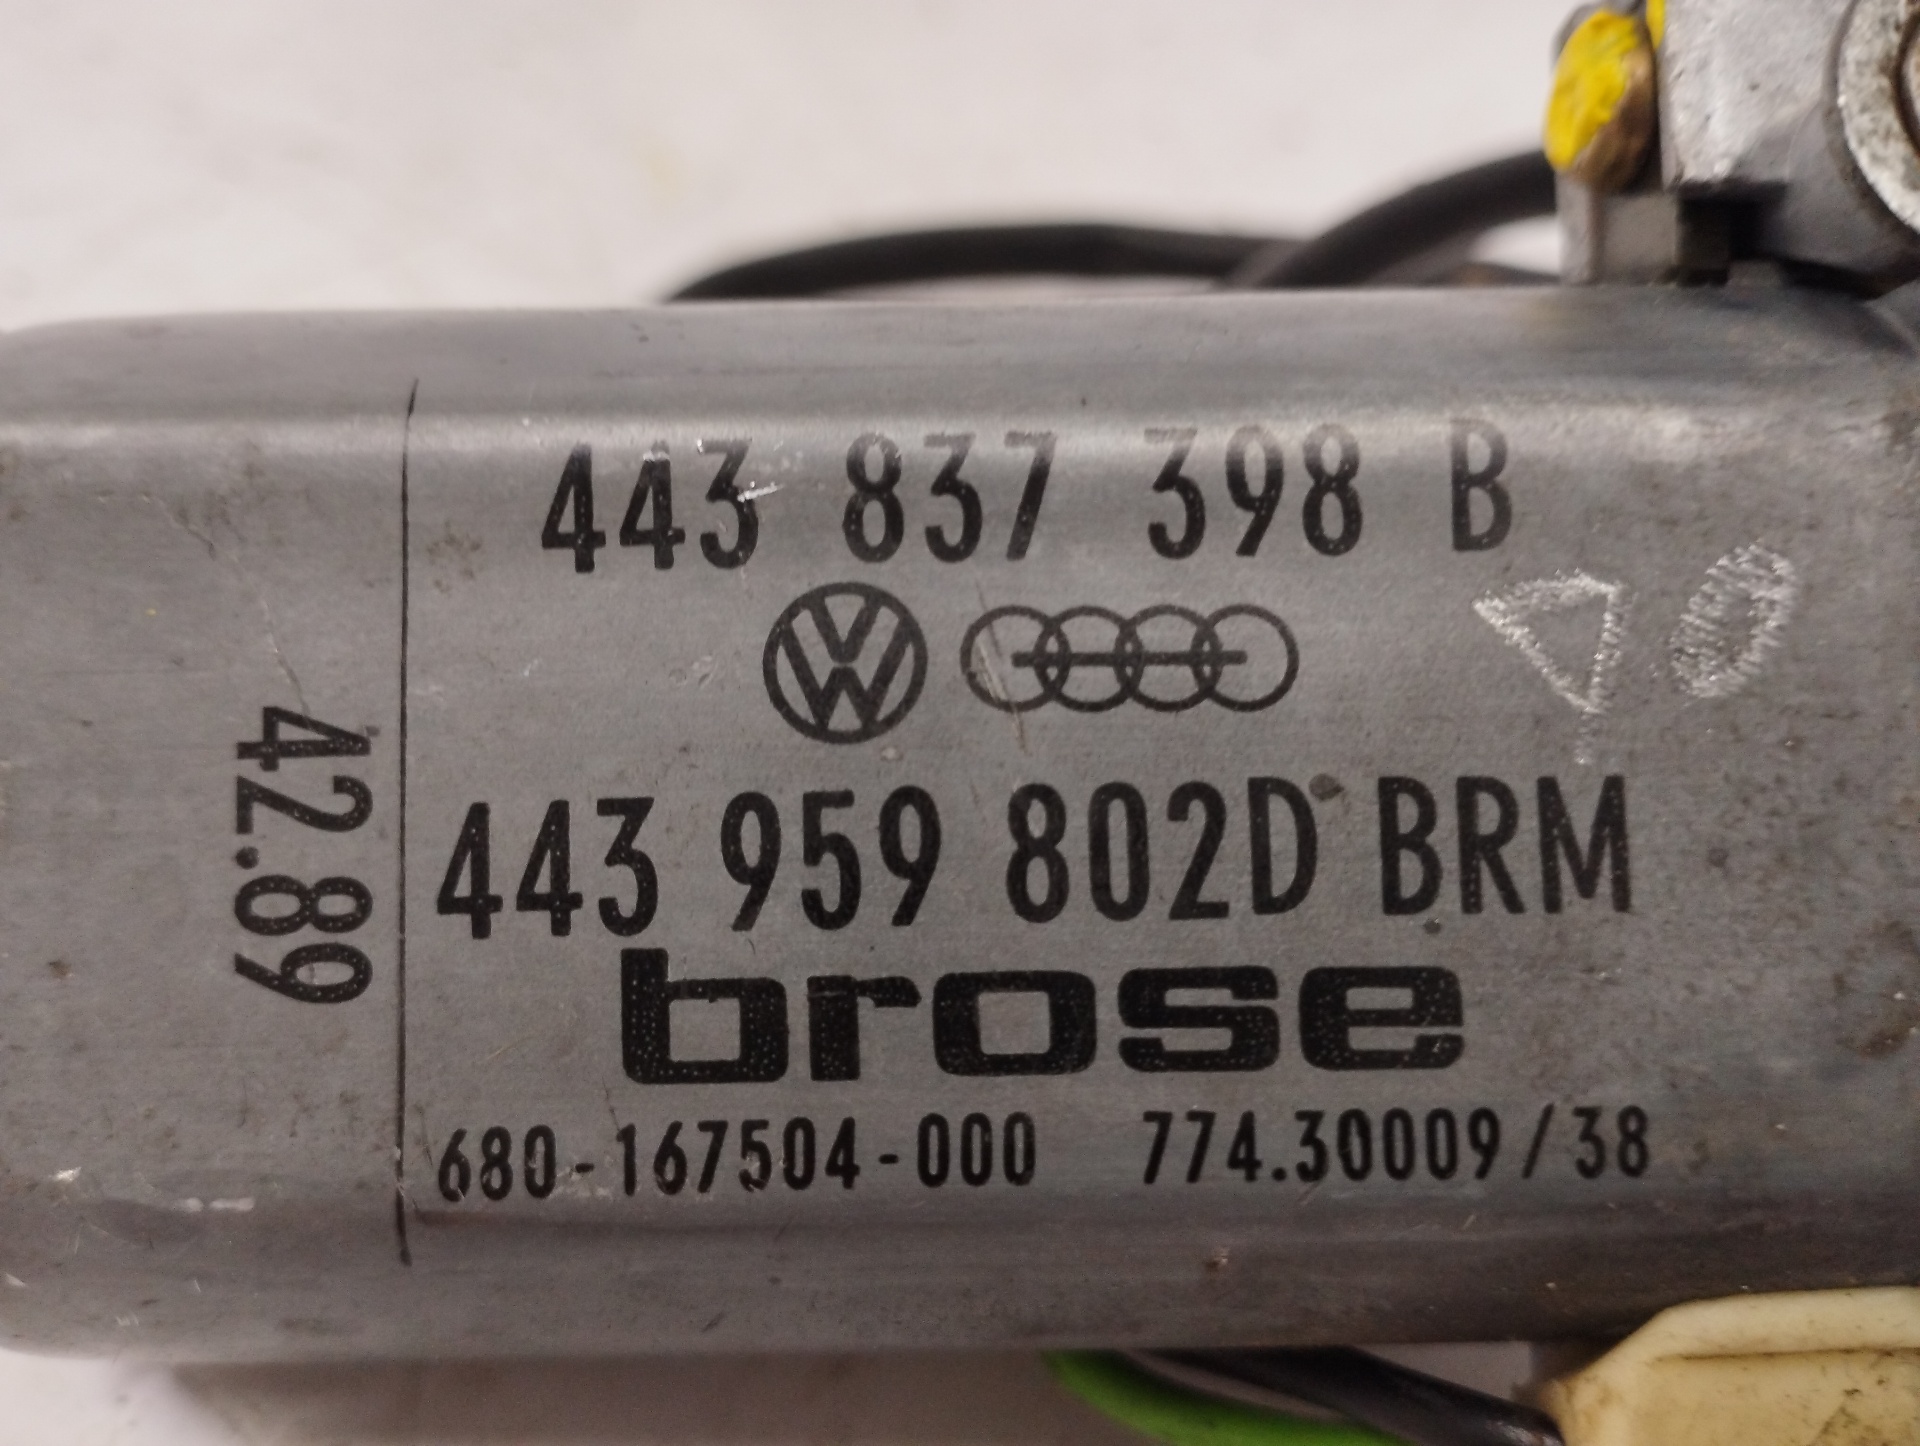 443 837 398 B
443 959 802D BRM
brose
680-167504-000 774.30009/38
42.89